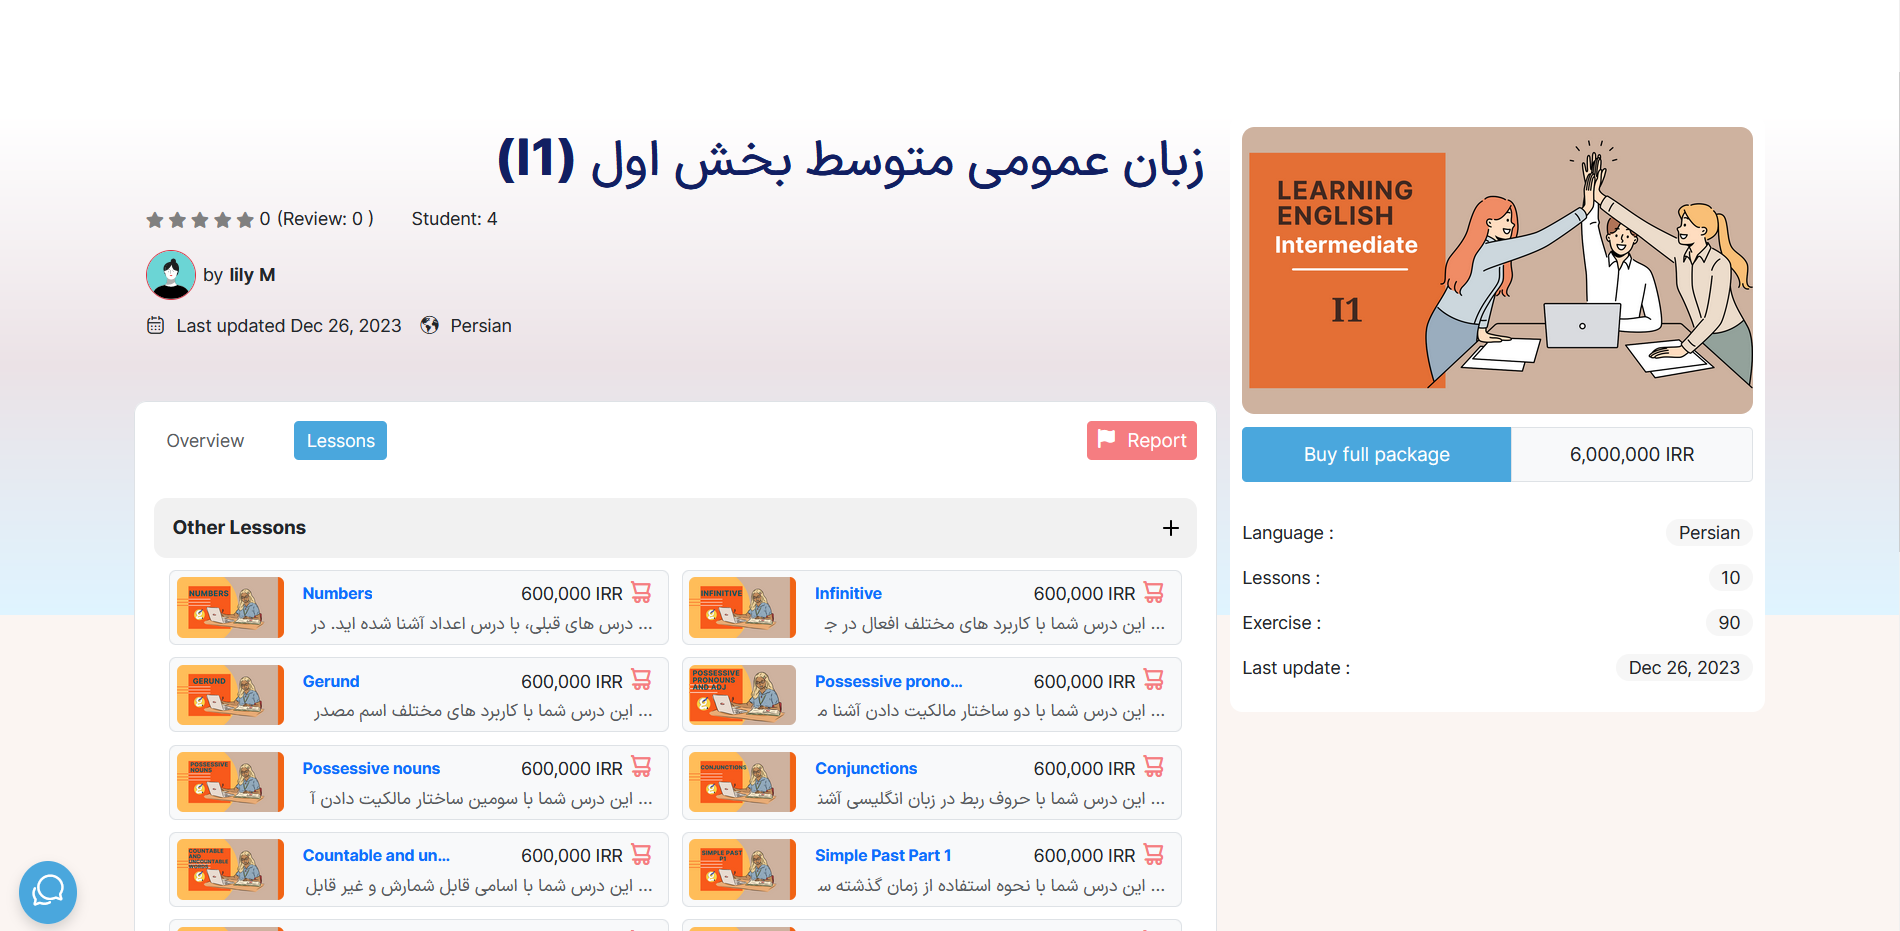 زبان عمومی متوسط بخش اول (I1)
0 (Review: 0 ) Student: 4
by lily M
Last updated Dec 26, 2023 Persian
Overview Lessons Report
Other Lessons +
NUMBERS
Numbers 600,000 IRR
درس های قبلی، با درس اعداد آشنا شده اید. در ...
INFINITIVE
Infinitive 600,000 IRR
این درس شما با کاربرد های مختلف افعال در ج ...
GERUND
Gerund 600,000 IRR
این درس شما با کاربرد های مختلف اسم مصدر ...
POSSESSIVE
PRONOUNS
AND ADJ
Possessive prono... 600,000 IRR
این درس شما با دو ساختار مالکیت دادن آشنا م ...
POSSESSIVE
NOUNS
Possessive nouns 600,000 IRR
این درس شما با سومین ساختار مالکیت دادن آ ...
CONJUNCTIONS
Conjunctions 600,000 IRR
این درس شما با حروف ربط در زبان انگلیسی آشن ...
COUNTABLE
AND
UNCOUNTABLE
Countable and un... 600,000 IRR
این درس شما با اسامی قابل شمارش و غیر قابل ...
SIMPLE PAST
P1
Simple Past Part 1 600,000 IRR
این درس شما با نحوه استفاده از زمان گذشته س ...
LEARNING
ENGLISH
Intermediate
I1
Buy full package 6,000,000 IRR
Language : Persian
Lessons : 10
Exercise : 90
Last update : Dec 26, 2023